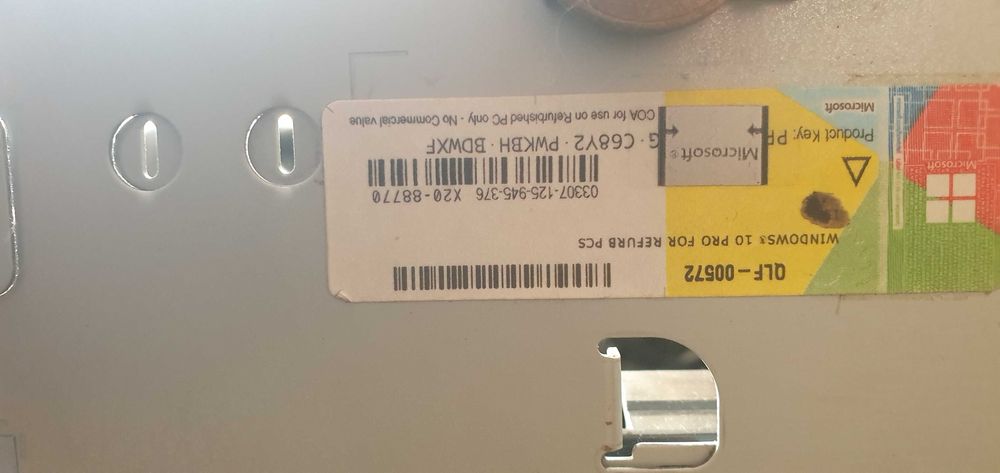 QLF-00572
WINDOWS® 10 PRO FOR REFURB PCS
03307-125-945-376 X20-88770
Microsoft
Microsoft®
Product Key: G · C68Y2 · PWKBH · BDWXF
Microsoft
COA for use on Refurbished PC only - No Commercial value